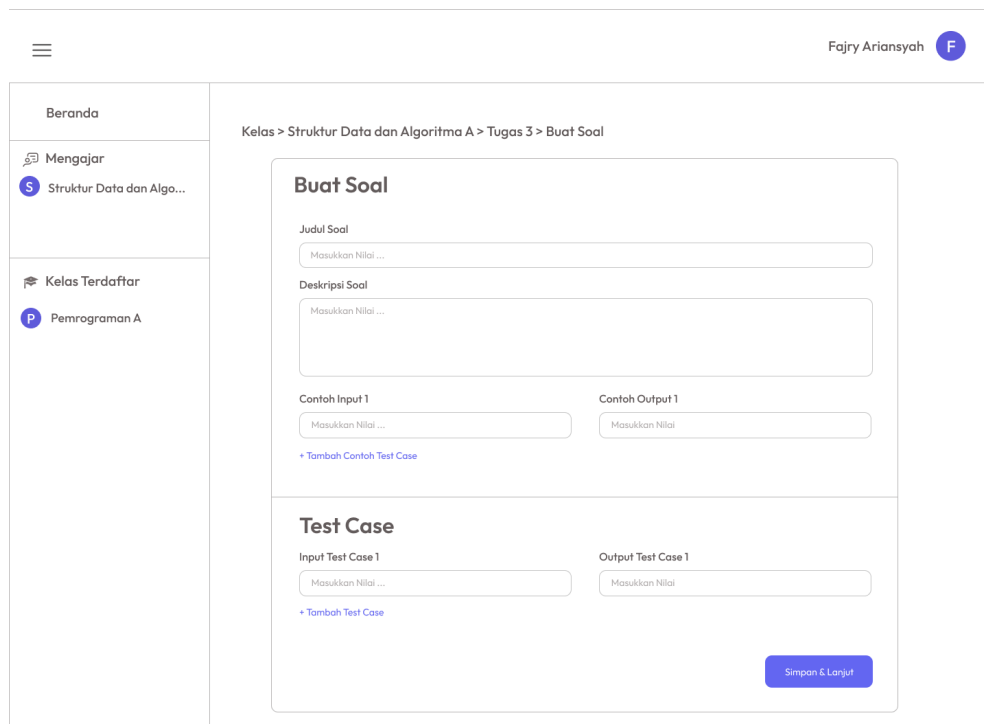 Fajry Ariansyah
F
Beranda
Mengajar
S
Struktur Data dan Algo...
Kelas Terdaftar
P
Pemrograman A
Kelas > Struktur Data dan Algoritma A > Tugas 3 > Buat Soal
Buat Soal
Judul Soal
Masukkan Nilai ...
Deskripsi Soal
Masukkan Nilai ...
Contoh Input 1
Contoh Output 1
Masukkan Nilai ...
Masukkan Nilai
+ Tambah Contoh Test Case
Test Case
Input Test Case 1
Output Test Case 1
Masukkan Nilai ...
Masukkan Nilai
+ Tambah Test Case
Simpan & Lanjut